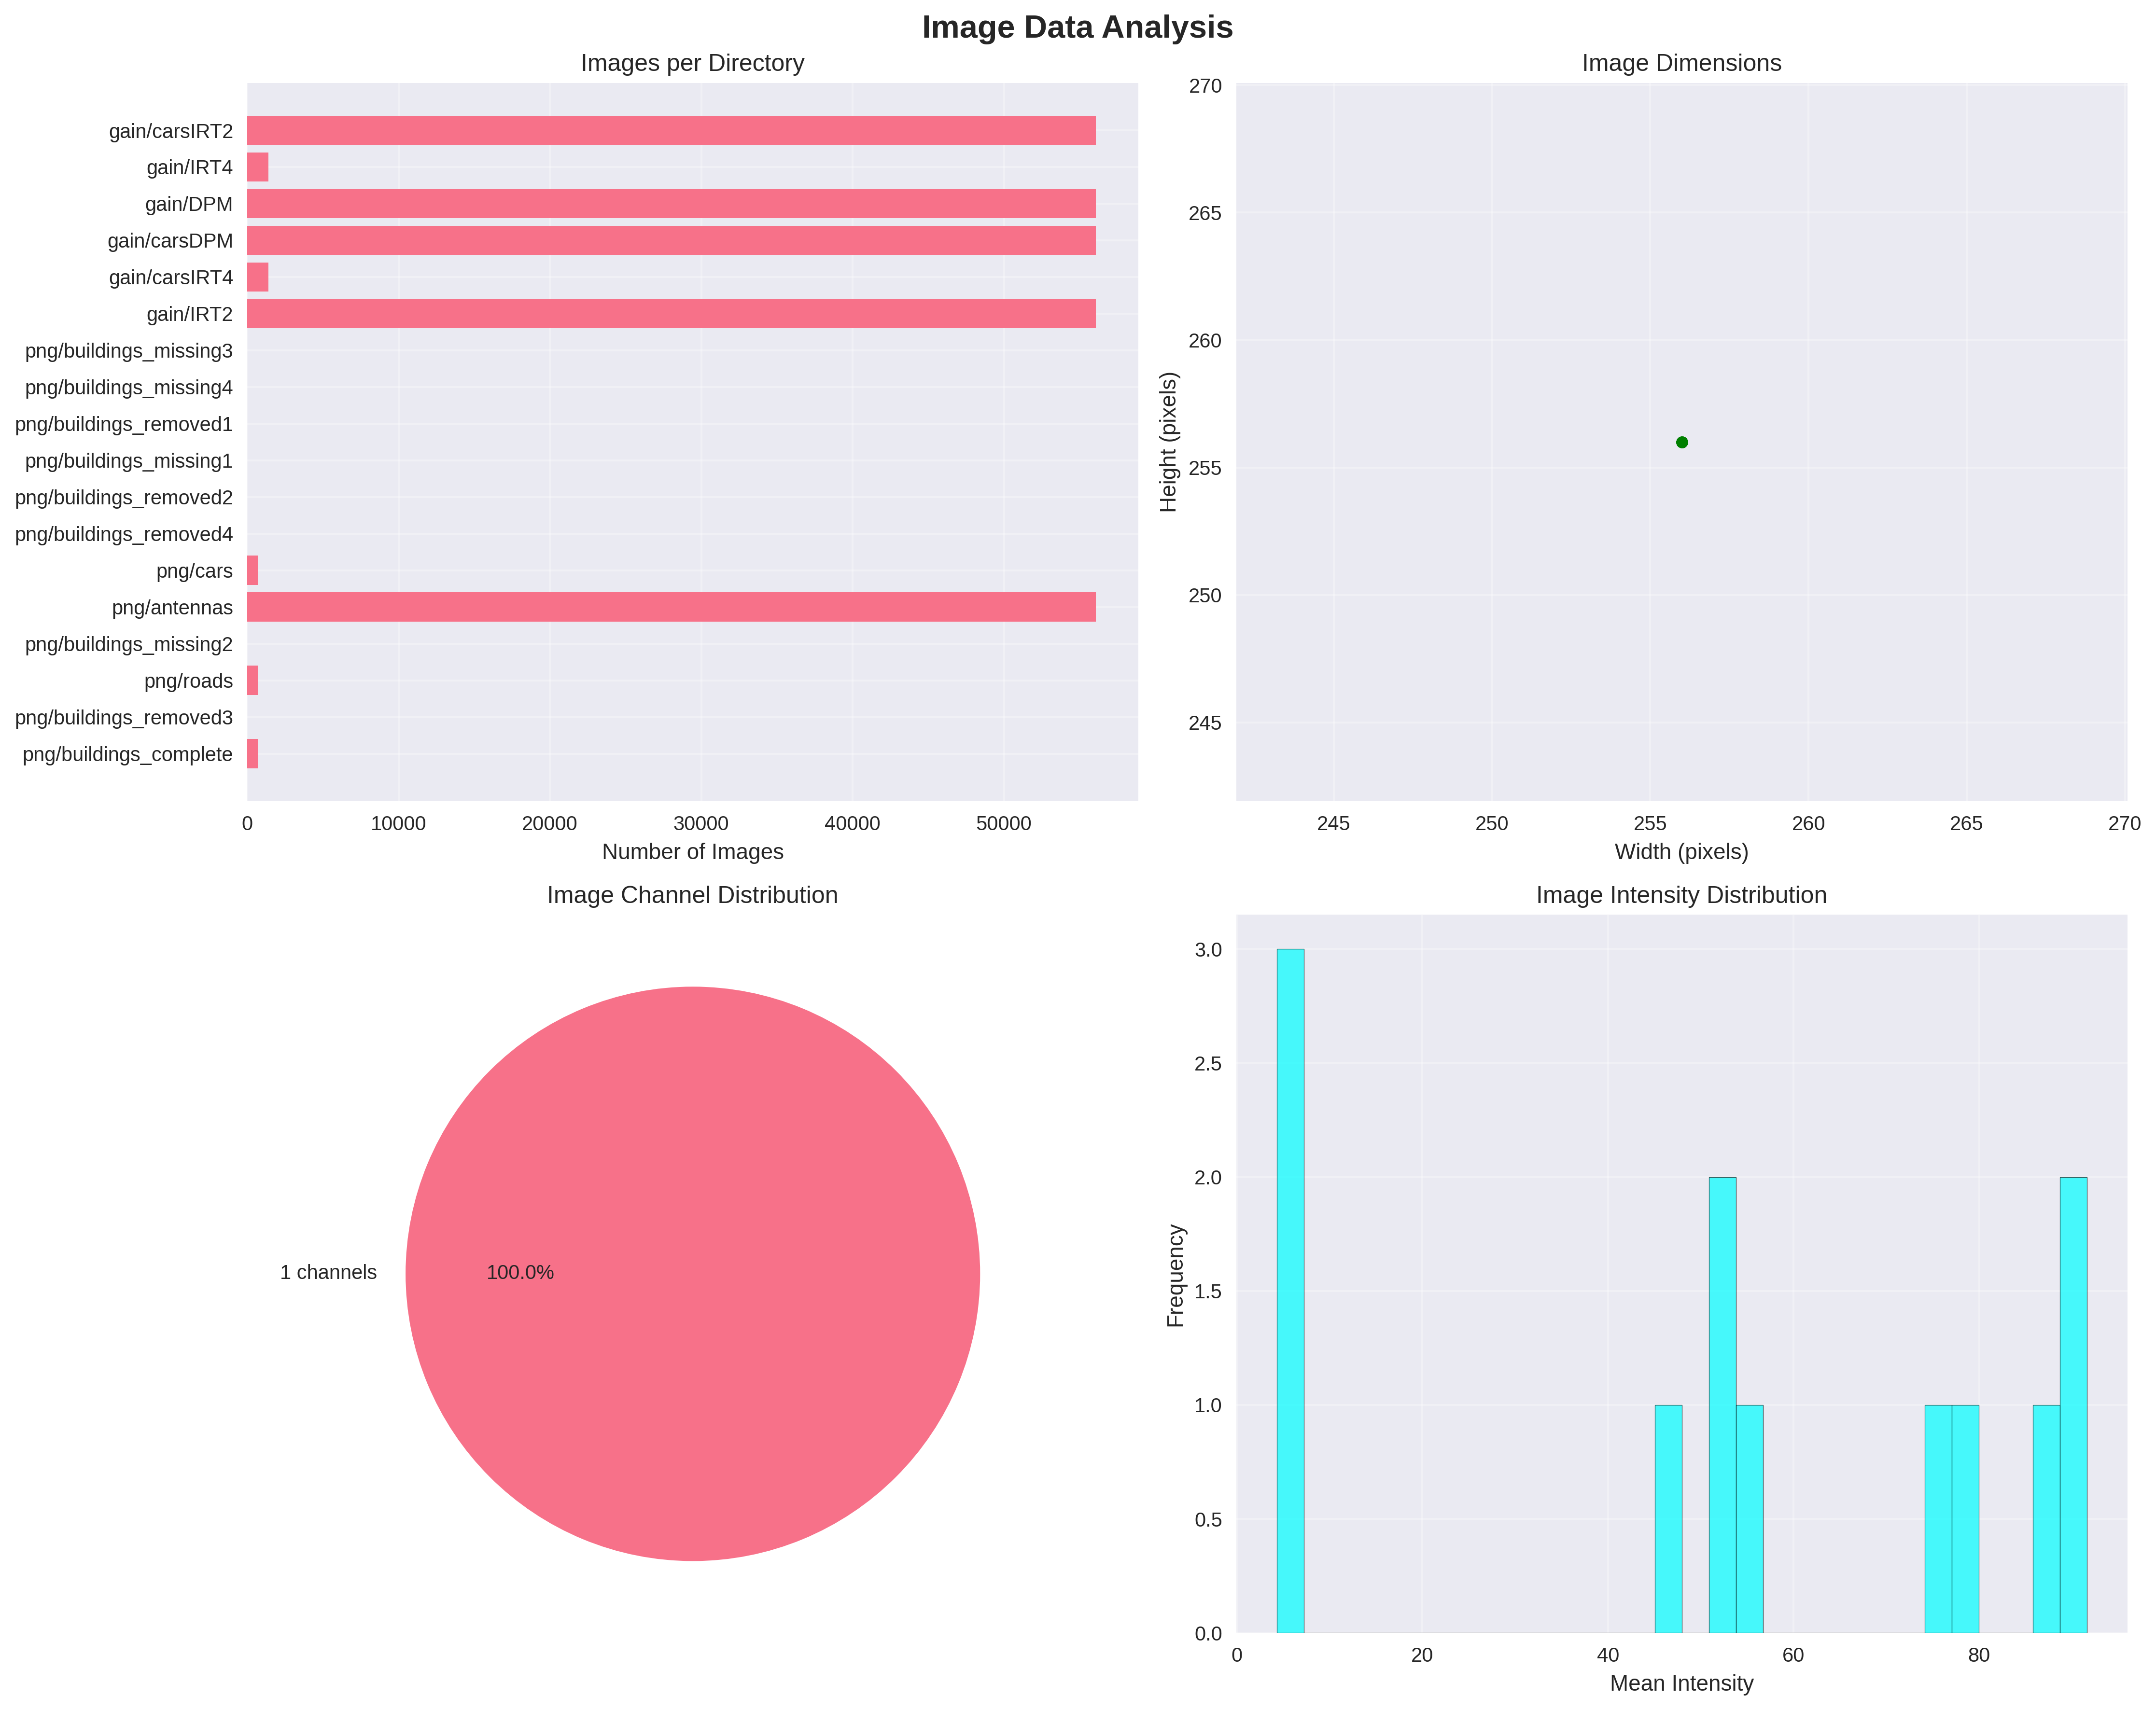 Image Data Analysis
Images per Directory
gain/carsIRT2
gain/IRT4
gain/DPM
gain/carsDPM
gain/carsIRT4
gain/IRT2
png/buildings_missing3
png/buildings_missing4
png/buildings_removed1
png/buildings_missing1
png/buildings_removed2
png/buildings_removed4
png/cars
png/antennas
png/buildings_missing2
png/roads
png/buildings_removed3
png/buildings_complete
0 10000 20000 30000 40000 50000
Number of Images
Image Dimensions
270
265
260
255
250
245
Height (pixels)
245 250 255 260 265 270
Width (pixels)
Image Channel Distribution
1 channels 100.0%
Image Intensity Distribution
3.0
2.5
2.0
1.5
1.0
0.5
0.0
Frequency
0 20 40 60 80
Mean Intensity